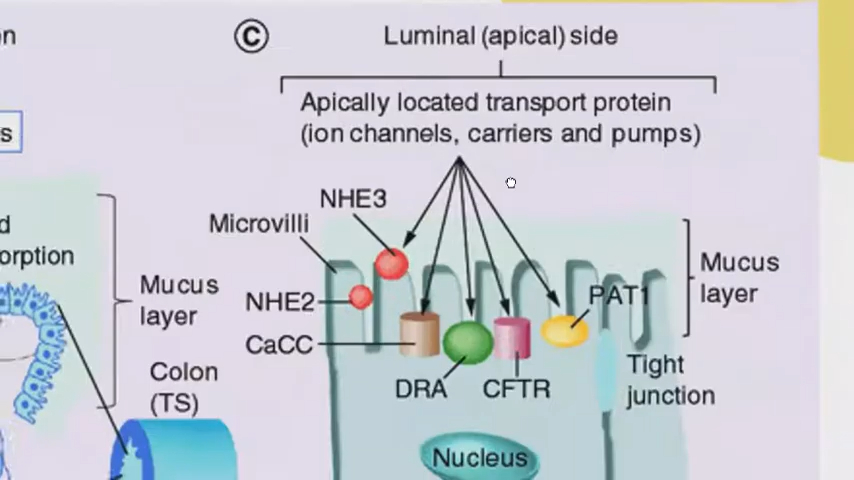 n
C
Luminal (apical) side
Apically located transport protein
(ion channels, carriers and pumps)
s
NHE3
d
Microvilli
orption
Mucus
layer
NHE2
PAT1
Mucus
layer
CaCC
Colon
(TS)
DRA
CFTR
Tight
junction
Nucleus